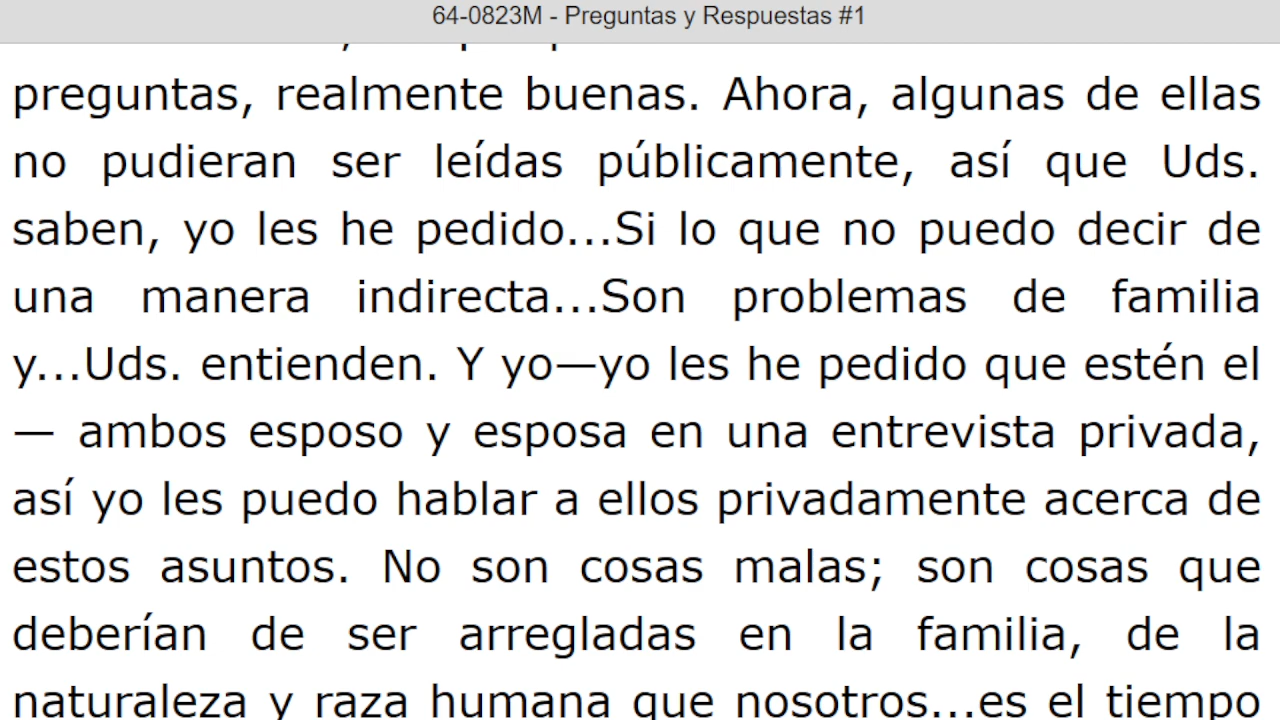 64-0823M - Preguntas y Respuestas #1
preguntas, realmente buenas. Ahora, algunas de ellas
no pudieran ser leídas públicamente, así que Uds.
saben, yo les he pedido...Si lo que no puedo decir de
una manera indirecta...Son problemas de familia
y...Uds. entienden. Y yo—yo les he pedido que estén el
— ambos esposo y esposa en una entrevista privada,
así yo les puedo hablar a ellos privadamente acerca de
estos asuntos. No son cosas malas; son cosas que
deberían de ser arregladas en la familia, de la
naturaleza y raza humana que nosotros...es el tiempo